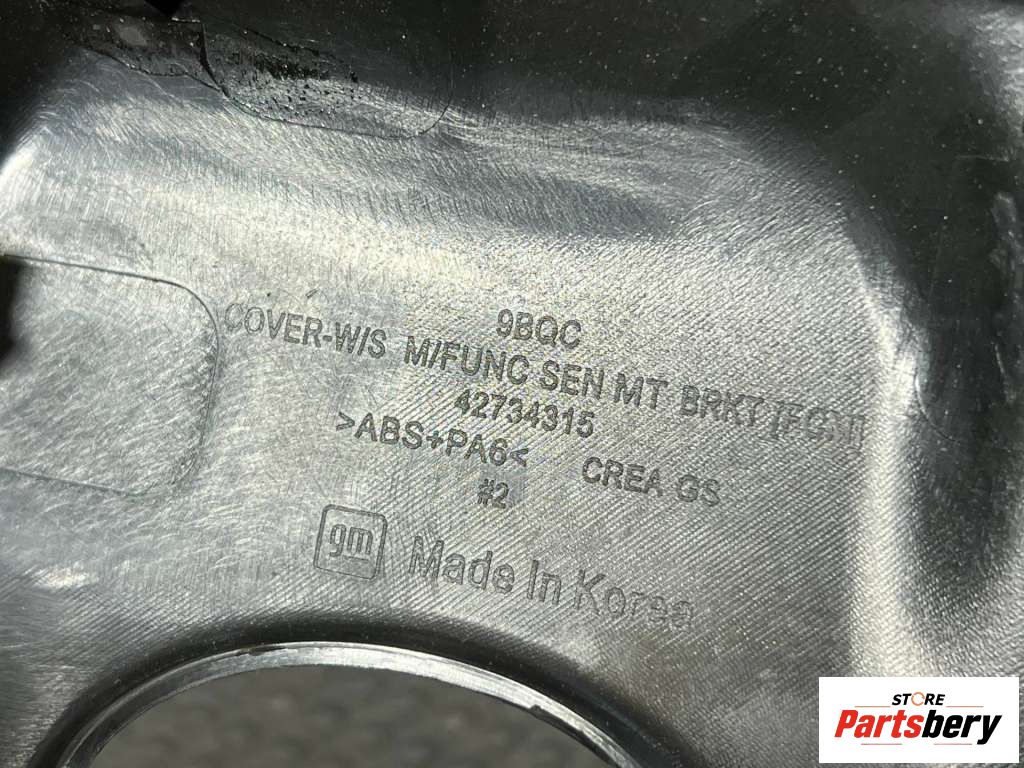 9BQC
COVER-W/S M/FUNC SEN MT BRKT
42734315
>ABS+PA6< CREA GS
#2
gm Made In Korea
STORE
Partsbery